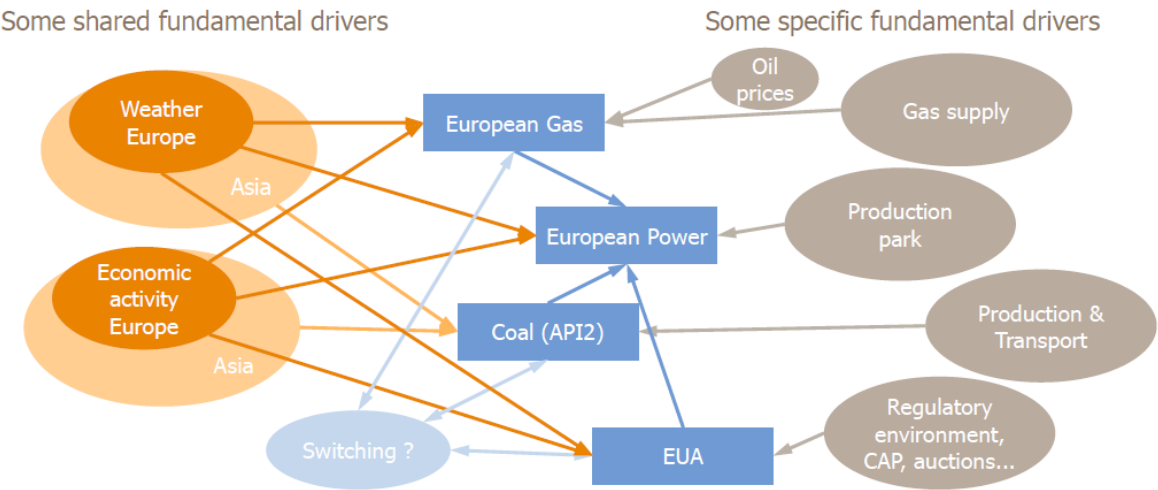 Some shared fundamental drivers
Some specific fundamental drivers
Weather
Europe
Asia
Economic
activity
Europe
Asia
European Gas
European Power
Coal (API2)
EUA
Switching ?
Oil
prices
Gas supply
Production
park
Production &
Transport
Regulatory
environment,
CAP, auctions...